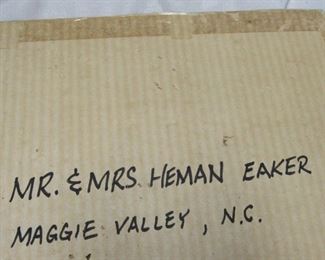 MR. & MRS. HEMAN EAKER
MAGGIE VALLEY, N.C.